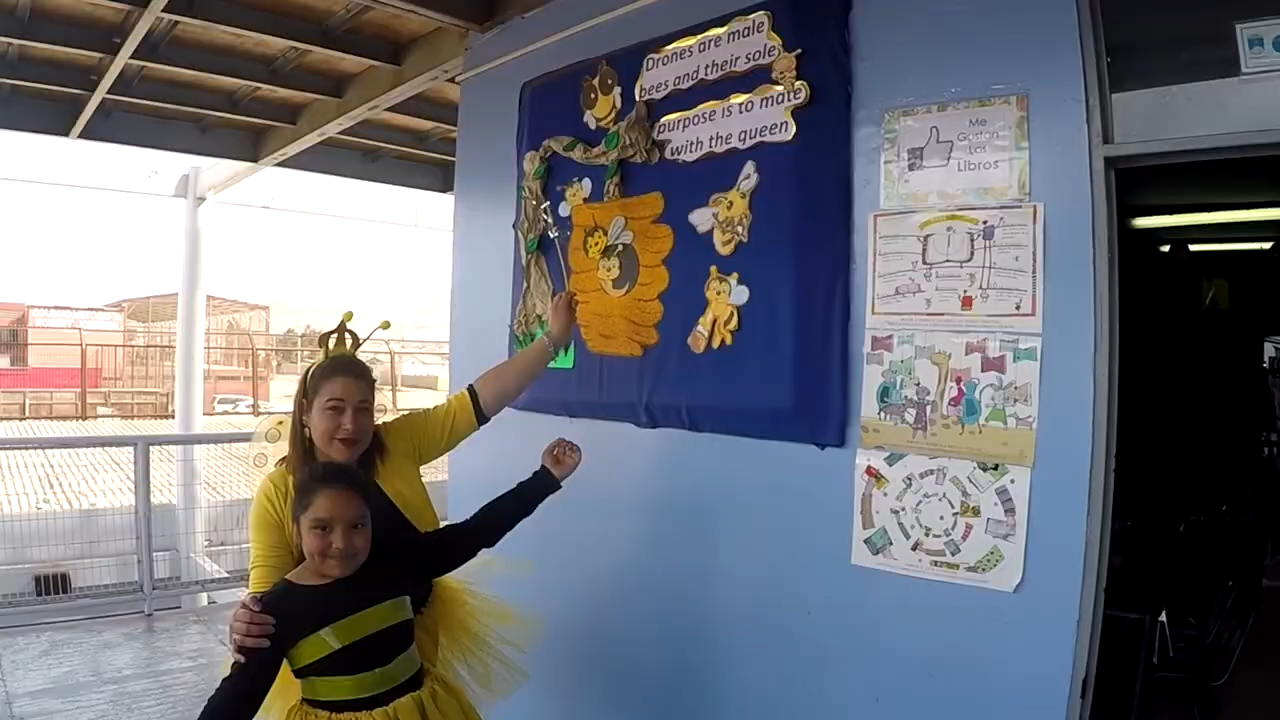 Drones are male
bees and their sole
purpose is to mate
with the queen
Me
Gustan
Los
Libros